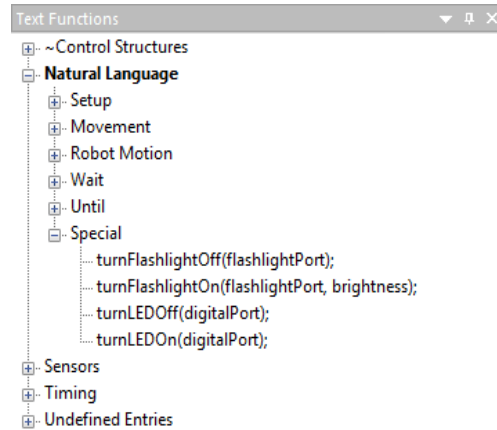 Text Functions
~Control Structures
Natural Language
Setup
Movement
Robot Motion
Wait
Until
Special
turnFlashlightOff(flashlightPort);
turnFlashlightOn(flashlightPort, brightness);
turnLEDOff(digitalPort);
turnLEDOn(digitalPort);
Sensors
Timing
Undefined Entries